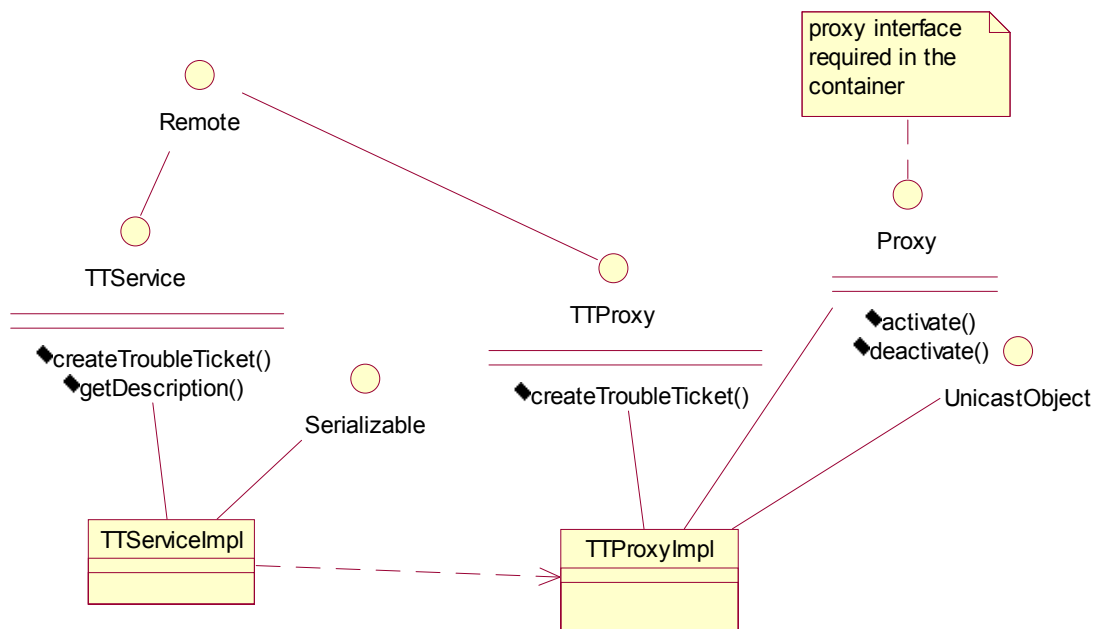 proxy interface
required in the
container
Remote
Proxy
TTService
TTProxy
activate()
deactivate()
createTroubleTicket()
getDescription()
createTroubleTicket()
UnicastObject
Serializable
TTServiceImpl
TTProxyImpl